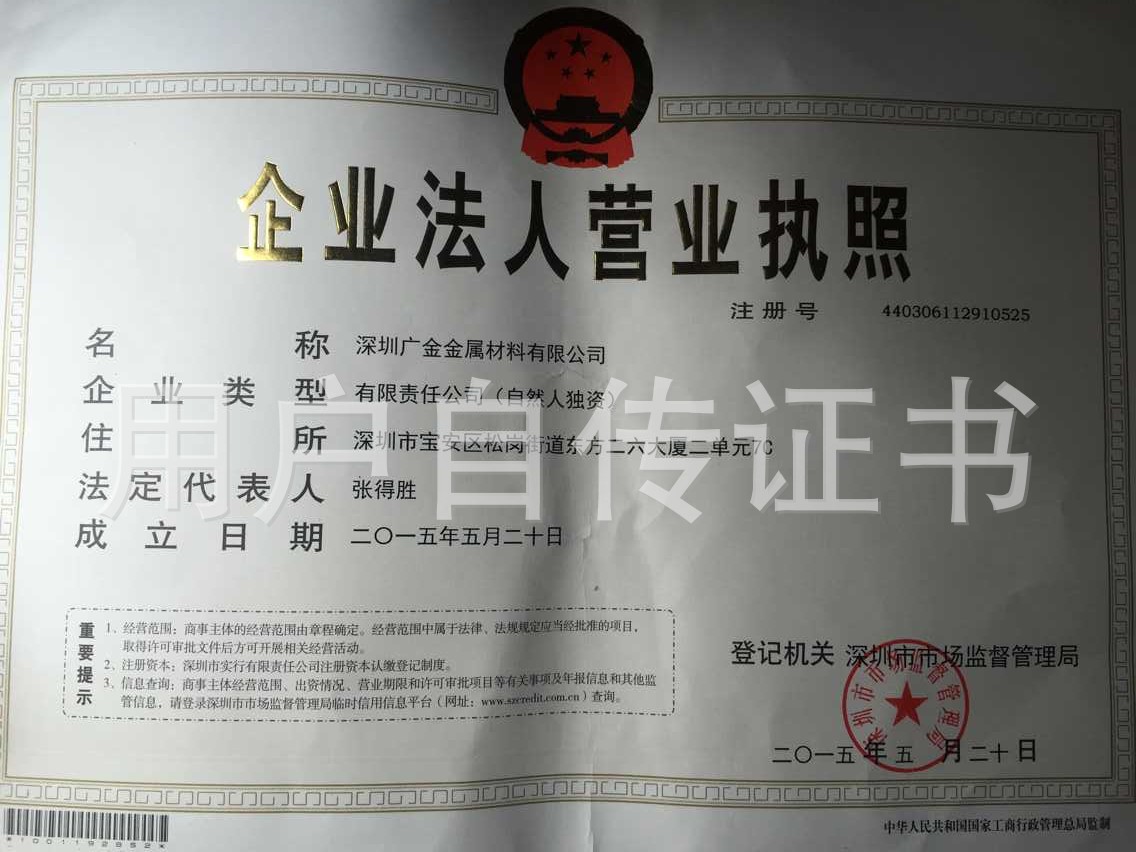 企业法人营业执照
注册号 440306112910525
名称 深圳广金金属材料有限公司
企业类型 有限责任公司（自然人独资）
住所 深圳市宝安区松岗街道东方二六大厦二单元7C
法定代表人 张得胜
成立日期 二〇一五年五月二十日
用户自传证书
重要提示
1、经营范围：商事主体的经营范围由章程确定。经营范围中属于法律、法规规定应当经批准的项目，
取得许可审批文件后方可开展相关经营活动。
2、注册资本：深圳市实行有限责任公司注册资本认缴登记制度。
3、信息查询：商事主体经营范围、出资情况、营业期限和许可审批项目等有关事项及年报信息和其他监
管信息，请登录深圳市市场监督管理局临时信用信息平台（网址：www.szcredit.com.cn）查询。
登记机关 深圳市市场监督管理局
深圳市市场监督管理局
二〇一五年五月二十日
*1001192852*
中华人民共和国国家工商行政管理总局监制